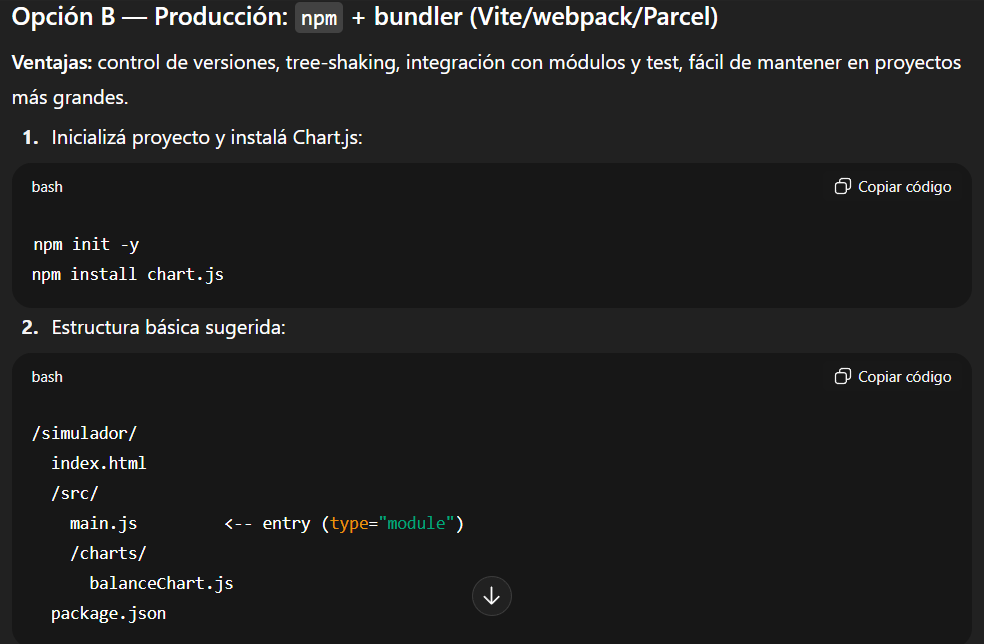 Opción B — Producción: npm + bundler (Vite/webpack/Parcel)
Ventajas: control de versiones, tree-shaking, integración con módulos y test, fácil de mantener en proyectos
más grandes.
1. Inicializá proyecto y instalá Chart.js:
bash Copiar código
npm init -y
npm install chart.js
2. Estructura básica sugerida:
bash Copiar código
/simulador/
  index.html
  /src/
    main.js         <-- entry (type="module")
    /charts/
      balanceChart.js
  package.json